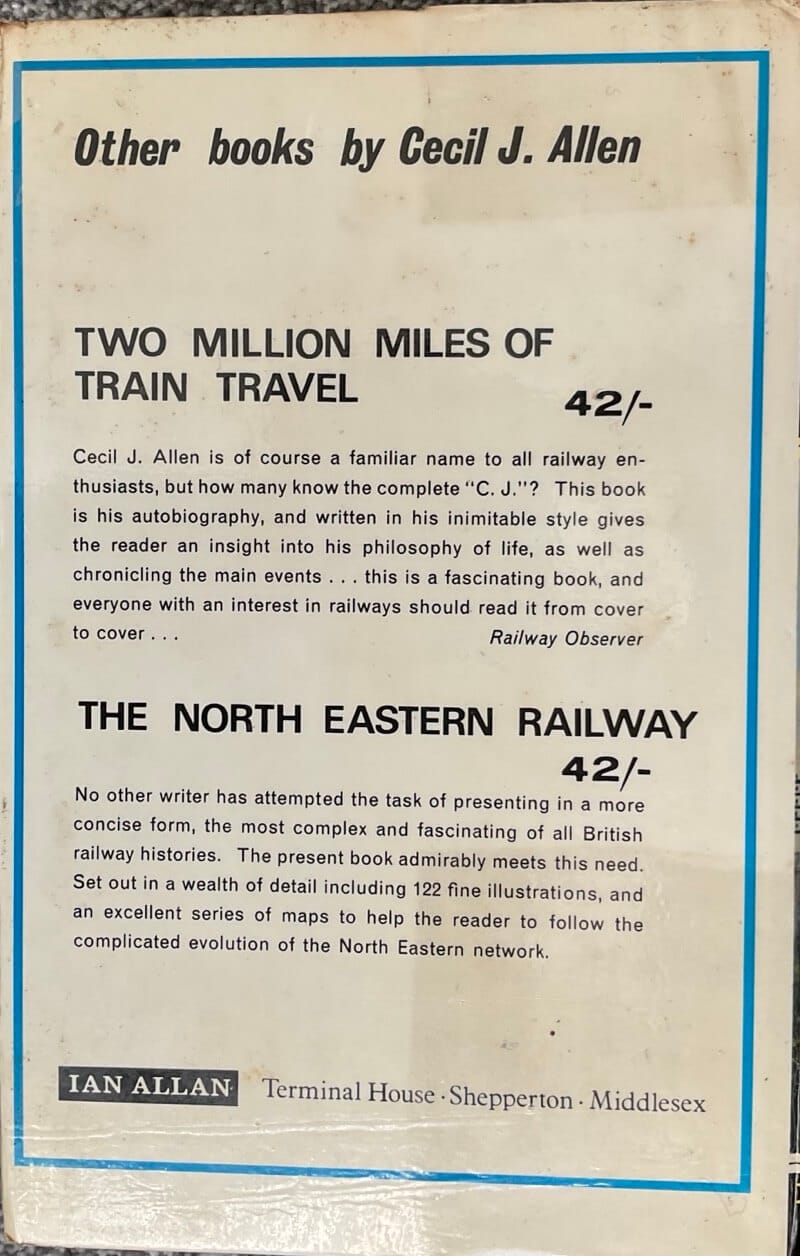 Other books by Cecil J. Allen
TWO MILLION MILES OF
TRAIN TRAVEL
42/-
Cecil J. Allen is of course a familiar name to all railway en-
thusiasts, but how many know the complete "C. J."? This book
is his autobiography, and written in his inimitable style gives
the reader an insight into his philosophy of life, as well as
chronicling the main events . . . this is a fascinating book, and
everyone with an interest in railways should read it from cover
to cover . . . Railway Observer
THE NORTH EASTERN RAILWAY
42/-
No other writer has attempted the task of presenting in a more
concise form, the most complex and fascinating of all British
railway histories. The present book admirably meets this need.
Set out in a wealth of detail including 122 fine illustrations, and
an excellent series of maps to help the reader to follow the
complicated evolution of the North Eastern network.
IAN ALLAN Terminal House · Shepperton · Middlesex